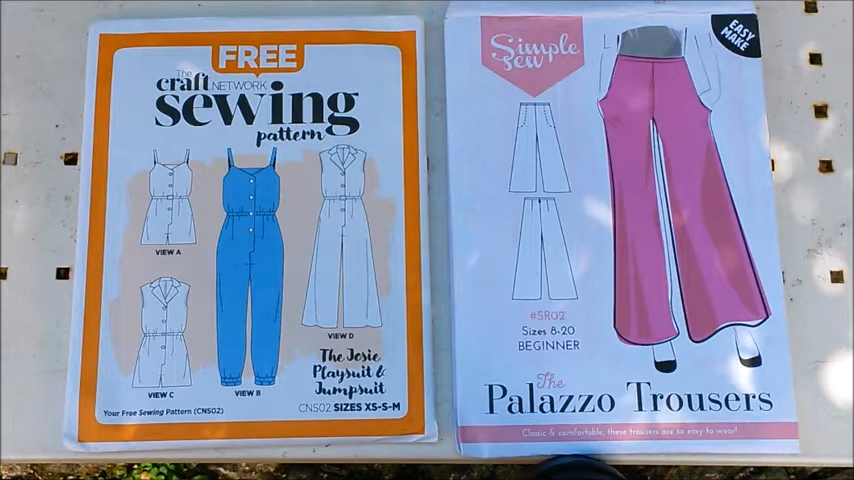 FREE
The
craft NETWORK
sewing
pattern
VIEW A
VIEW B
VIEW C
VIEW D
The Josie
Playsuit &
Jumpsuit
CNS02 SIZES XS-S-M
Your Free Sewing Pattern (CNS02)
Simple
Sew
EASY
MAKE
#SR02
Sizes 8-20
BEGINNER
The
Palazzo Trousers
Classic & comfortable, these trousers are so easy to wear!